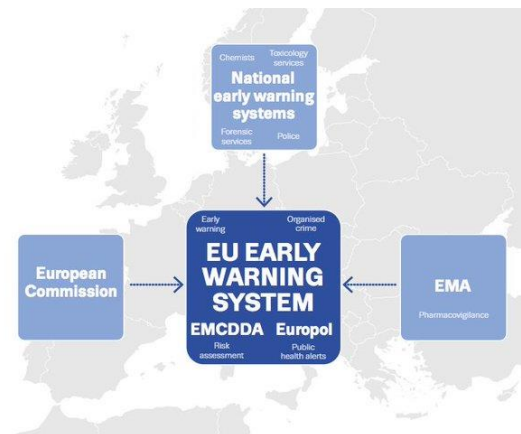 Chemists
Toxicology
services
National
early warning
systems
Forensic
services
Police
Early
warning
Organised
crime
EU EARLY
WARNING
SYSTEM
EMCDDA
Europol
Risk
assessment
Public
health alerts
European
Commission
EMA
Pharmacovigilance